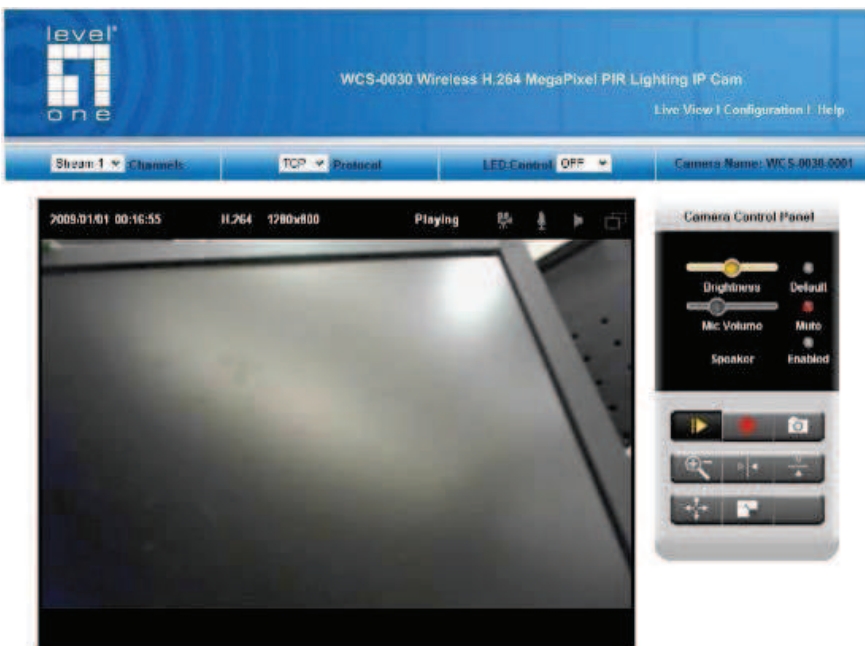 level
one
WCS-0030 Wireless H.264 MegaPixel PIR Lighting IP Cam
Live View | Configuration | Help
Stream 1 Channels
TCP Protocol
LED Control OFF
Camera Name: WCS-0030-0001
2009/01/01 00:16:55 H.264 1280x800 Playing
Camera Control Panel
Brightness Default
Mic Volume Mute
Speaker Enabled